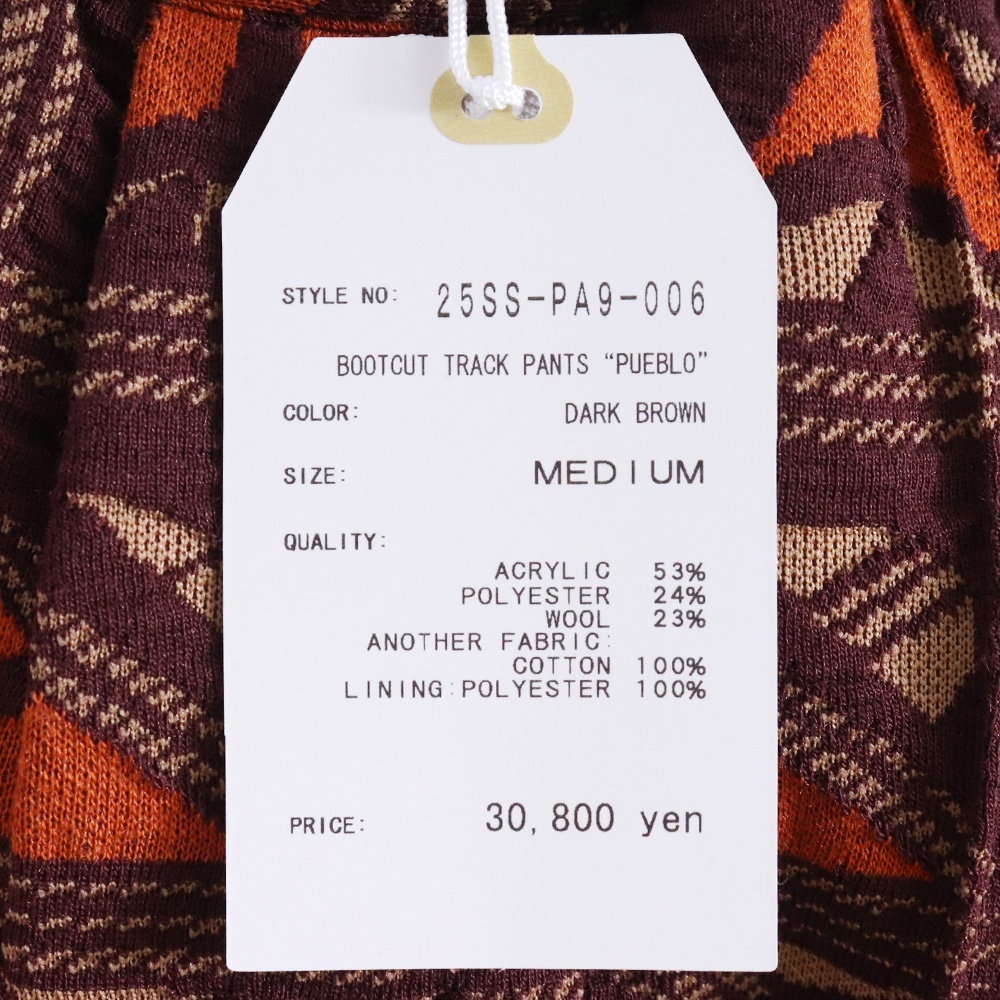 STYLE NO: 25SS-PA9-006
BOOTCUT TRACK PANTS “PUEBLO”
COLOR: DARK BROWN
SIZE: MEDIUM
QUALITY:
ACRYLIC 53%
POLYESTER 24%
WOOL 23%
ANOTHER FABRIC:
COTTON 100%
LINING:POLYESTER 100%
PRICE: 30,800 yen